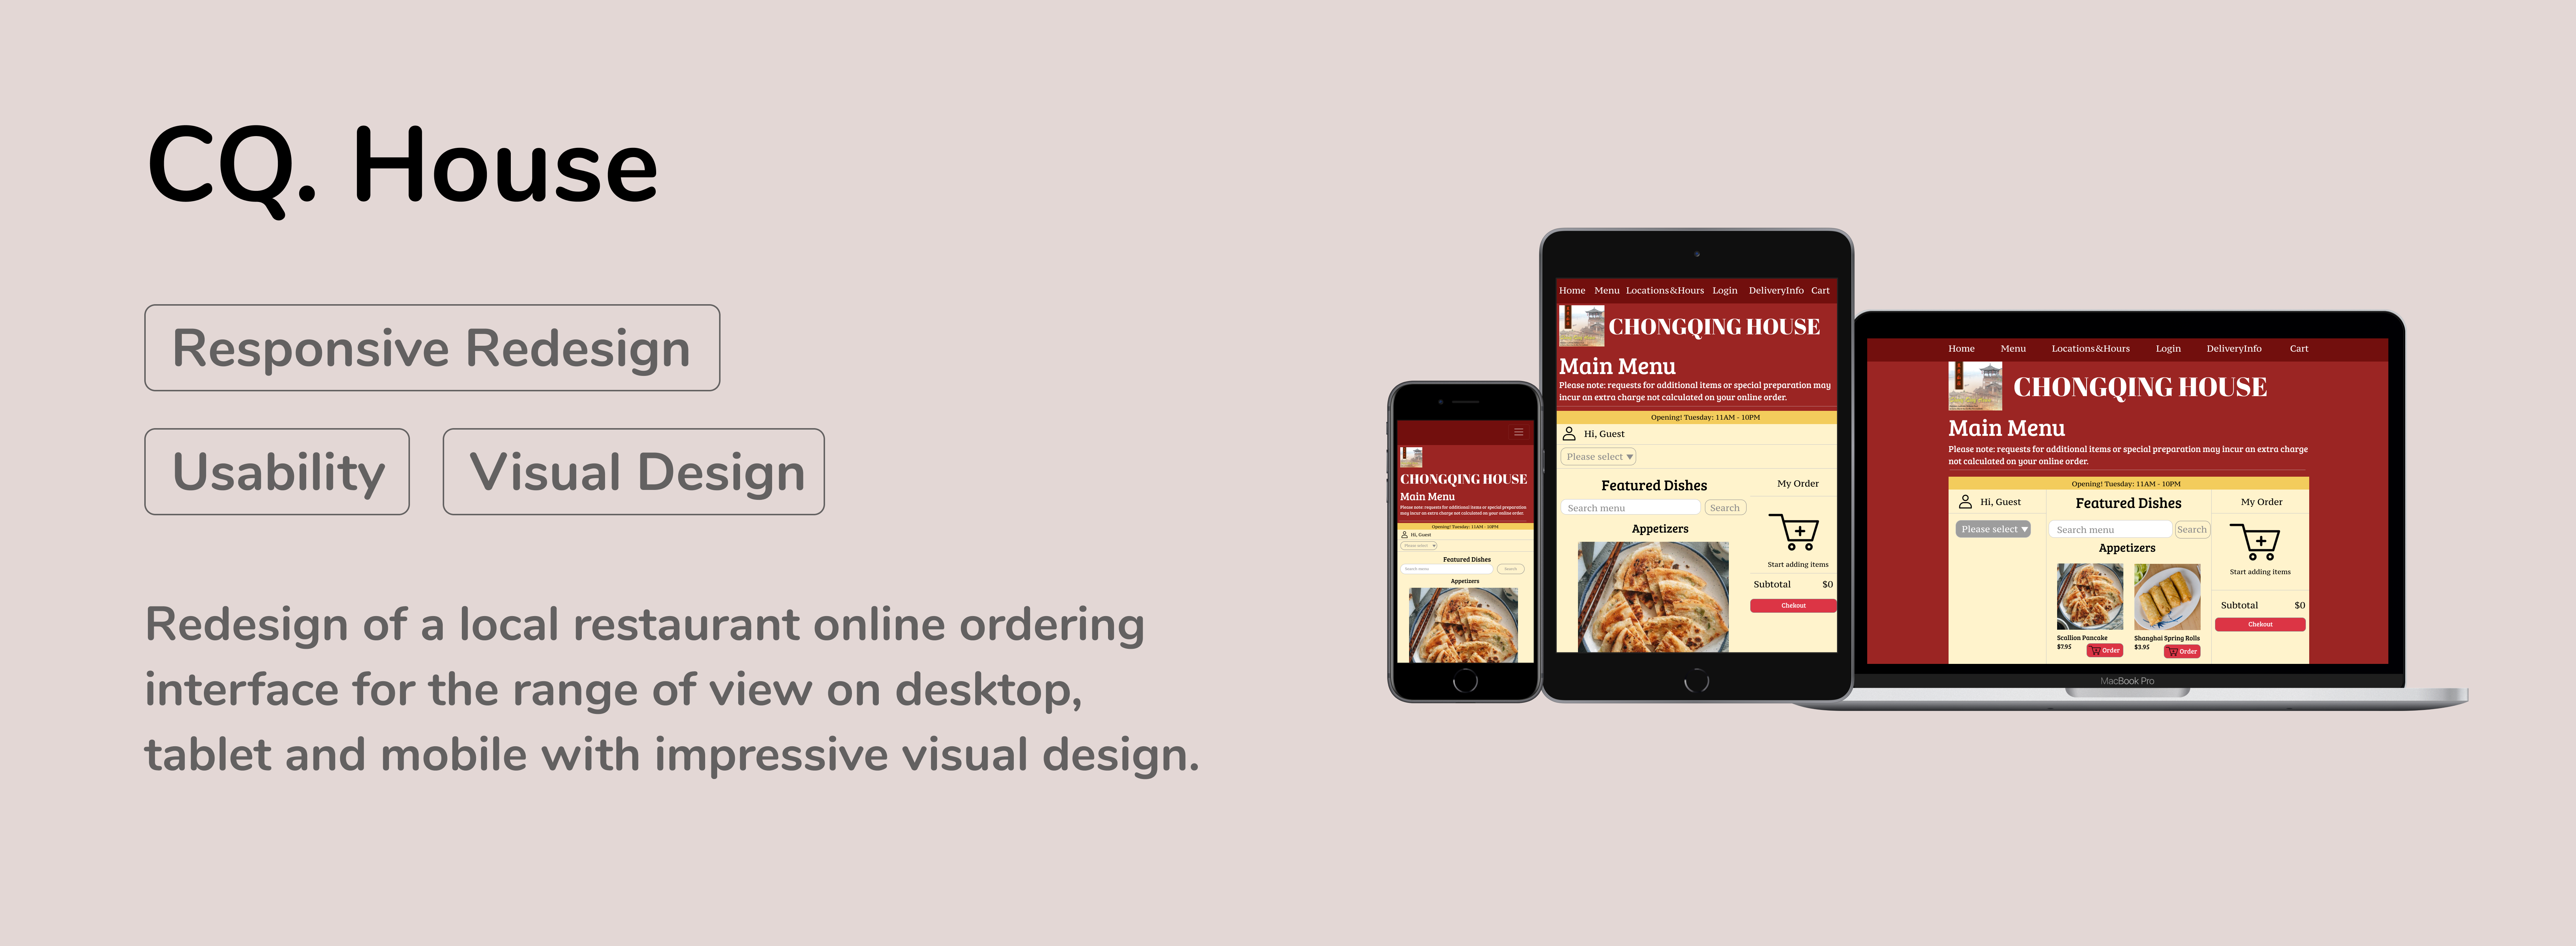 CQ. House
Responsive Redesign
Usability
Visual Design
Redesign of a local restaurant online ordering
interface for the range of view on desktop,
tablet and mobile with impressive visual design.
CHONGQING HOUSE
Main Menu
Please note: requests for additional items or special preparation
may incur an extra charge not calculated on your online order.
Opening! Tuesday: 11AM - 10PM
Hi, Guest
Please select
Featured Dishes
Search menu
Search
Appetizers
Home Menu Locations&Hours Login DeliveryInfo Cart
CHONGQING HOUSE
Main Menu
Please note: requests for additional items or special preparation may
incur an extra charge not calculated on your online order.
Opening! Tuesday: 11AM - 10PM
Hi, Guest
Please select
Featured Dishes
Search menu
Search
Appetizers
My Order
Start adding items
Subtotal $0
Chekout
Home Menu Locations&Hours Login DeliveryInfo Cart
CHONGQING HOUSE
Main Menu
Please note: requests for additional items or special preparation may incur an extra charge
not calculated on your online order.
Opening! Tuesday: 11AM - 10PM
Hi, Guest
Please select
Featured Dishes
Search menu
Search
Appetizers
Scallion Pancake
$7.95
Order
Shanghai Spring Rolls
$3.95
Order
My Order
Start adding items
Subtotal $0
Chekout
MacBook Pro